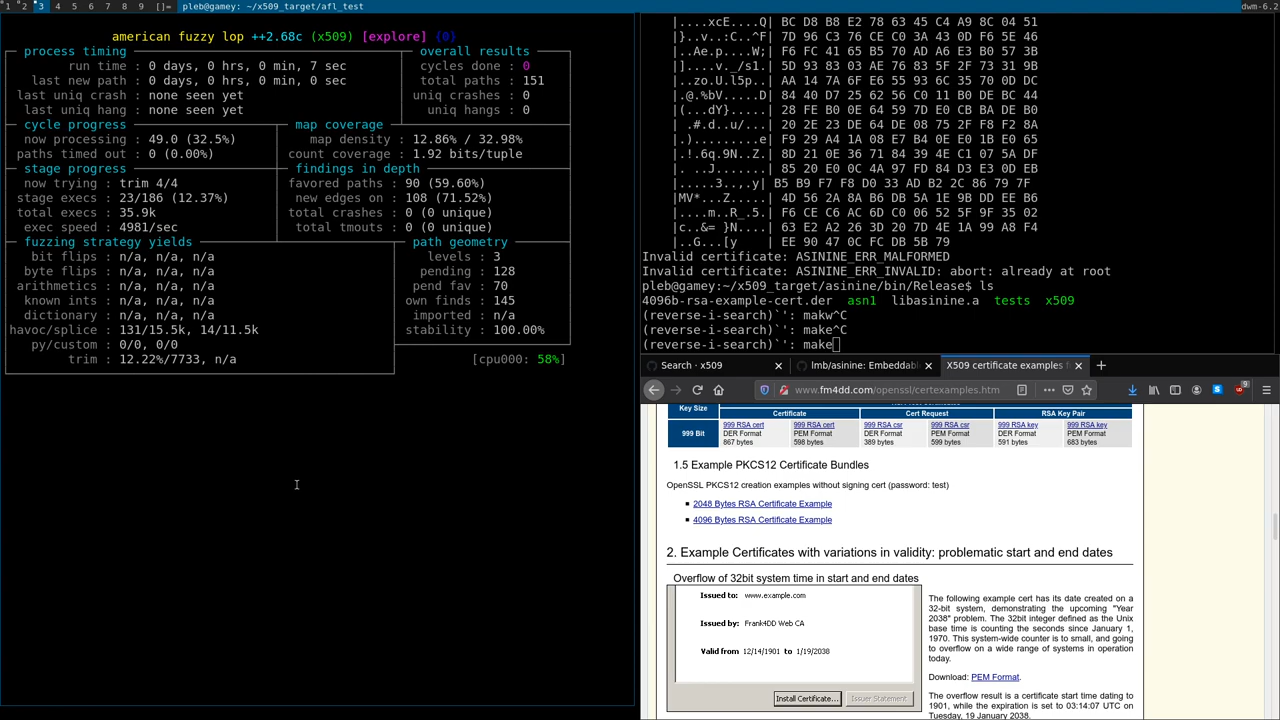 1 2 3 4 5 6 7 8 9 []= pleb@gamey: ~/x509_target/afl_test dwm-6.2
american fuzzy lop ++2.68c (x509) [explore] {0}
process timing
run time : 0 days, 0 hrs, 0 min, 7 sec
last new path : 0 days, 0 hrs, 0 min, 0 sec
last uniq crash : none seen yet
last uniq hang : none seen yet
overall results
cycles done : 0
total paths : 151
uniq crashes : 0
uniq hangs : 0
cycle progress
now processing : 49.0 (32.5%)
paths timed out : 0 (0.00%)
map coverage
map density : 12.86% / 32.98%
count coverage : 1.92 bits/tuple
stage progress
now trying : trim 4/4
stage execs : 23/186 (12.37%)
total execs : 35.9k
exec speed : 4981/sec
findings in depth
favored paths : 90 (59.60%)
new edges on : 108 (71.52%)
total crashes : 0 (0 unique)
total tmouts : 0 (0 unique)
fuzzing strategy yields
bit flips : n/a, n/a, n/a
byte flips : n/a, n/a, n/a
arithmetics : n/a, n/a, n/a
known ints : n/a, n/a, n/a
dictionary : n/a, n/a, n/a
havoc/splice : 131/15.5k, 14/11.5k
py/custom : 0/0, 0/0
trim : 12.22%/7733, n/a
path geometry
levels : 3
pending : 128
pend fav : 70
own finds : 145
imported : n/a
stability : 100.00%
[cpu000: 58%]
|....xcE....Q| BC D8 B8 E2 78 63 45 C4 A9 8C 04 51
|}..v..:C..^F| 7D 96 C3 76 CE C0 3A 43 0D F6 5E 46
|..Ae.p....W;| F6 FC 41 65 B5 70 AD A6 E3 B0 57 3B
|]....v._/s1.| 5D 93 83 03 AE 76 83 5F 2F 73 31 9B
|..zo.U.l5p..| AA 14 7A 6F E6 55 93 6C 35 70 0D DC
|.@.%bV.....D| 84 40 D7 25 62 56 C0 11 B0 DE BC 44
|(...dY}.....| 28 FE B0 0E 64 59 7D E0 CB BA DE B0
| .#.d..u/...| 20 2E 23 DE 64 DE 08 75 2F F8 F2 8A
|.).........e| F9 29 A4 1A 08 E7 B4 0E E0 1B E0 65
|.!.6q.9N..Z.| 8D 21 0E 36 71 84 39 4E C1 07 5A DF
|. ..J.......| 85 20 E0 0C 4A 97 FD 84 D3 E3 0D EB
|.....3..,.y| B5 B9 F7 F8 D0 33 AD B2 2C 86 79 7F
|MV*...Z.....| 4D 56 2A 8A B6 DB 5A 1E 9B DD EE B6
|....m..R_.5.| F6 CE C6 AC 6D C0 06 52 5F 9F 35 02
|c..&= }N....| 63 E2 A2 26 3D 20 7D 4E 1A 99 A8 F4
|..G...[y | EE 90 47 0C FC DB 5B 79
Invalid certificate: ASININE_ERR_MALFORMED
Invalid certificate: ASININE_ERR_INVALID: abort: already at root
pleb@gamey:~/x509_target/asinine/bin/Release$ ls
4096b-rsa-example-cert.der asn1 libasinine.a tests x509
(reverse-i-search)`': makw^C
(reverse-i-search)`': make^C
(reverse-i-search)`': make
Search · x509
lmb/asinine: Embeddabl
X509 certificate examples f
www.fm4dd.com/openssl/certexamples.htm
9
Key Size Certificate Cert Request RSA Key Pair
999 Bit
999 RSA cert
DER Format
867 bytes
999 RSA cert
PEM Format
598 bytes
999 RSA csr
DER Format
389 bytes
999 RSA csr
PEM Format
599 bytes
999 RSA key
DER Format
591 bytes
999 RSA key
PEM Format
683 bytes
1.5 Example PKCS12 Certificate Bundles
OpenSSL PKCS12 creation examples without signing cert (password: test)
2048 Bytes RSA Certificate Example
4096 Bytes RSA Certificate Example
2. Example Certificates with variations in validity: problematic start and end dates
Overflow of 32bit system time in start and end dates
Issued to: www.example.com
Issued by: Frank4DD Web CA
Valid from 12/14/1901 to 1/19/2038
Install Certificate... Issuer Statement
The following example cert has its date created on a
32-bit system, demonstrating the upcoming "Year
2038" problem. The 32bit integer defined as the Unix
base time is counting the seconds since January 1,
1970. This system-wide counter is to small, and going
to overflow on a wide range of systems in operation
today.
Download: PEM Format.
The overflow result is a certificate start time dating to
1901, while the expiration is set to 03:14:07 UTC on
Tuesday, 19 January 2038.